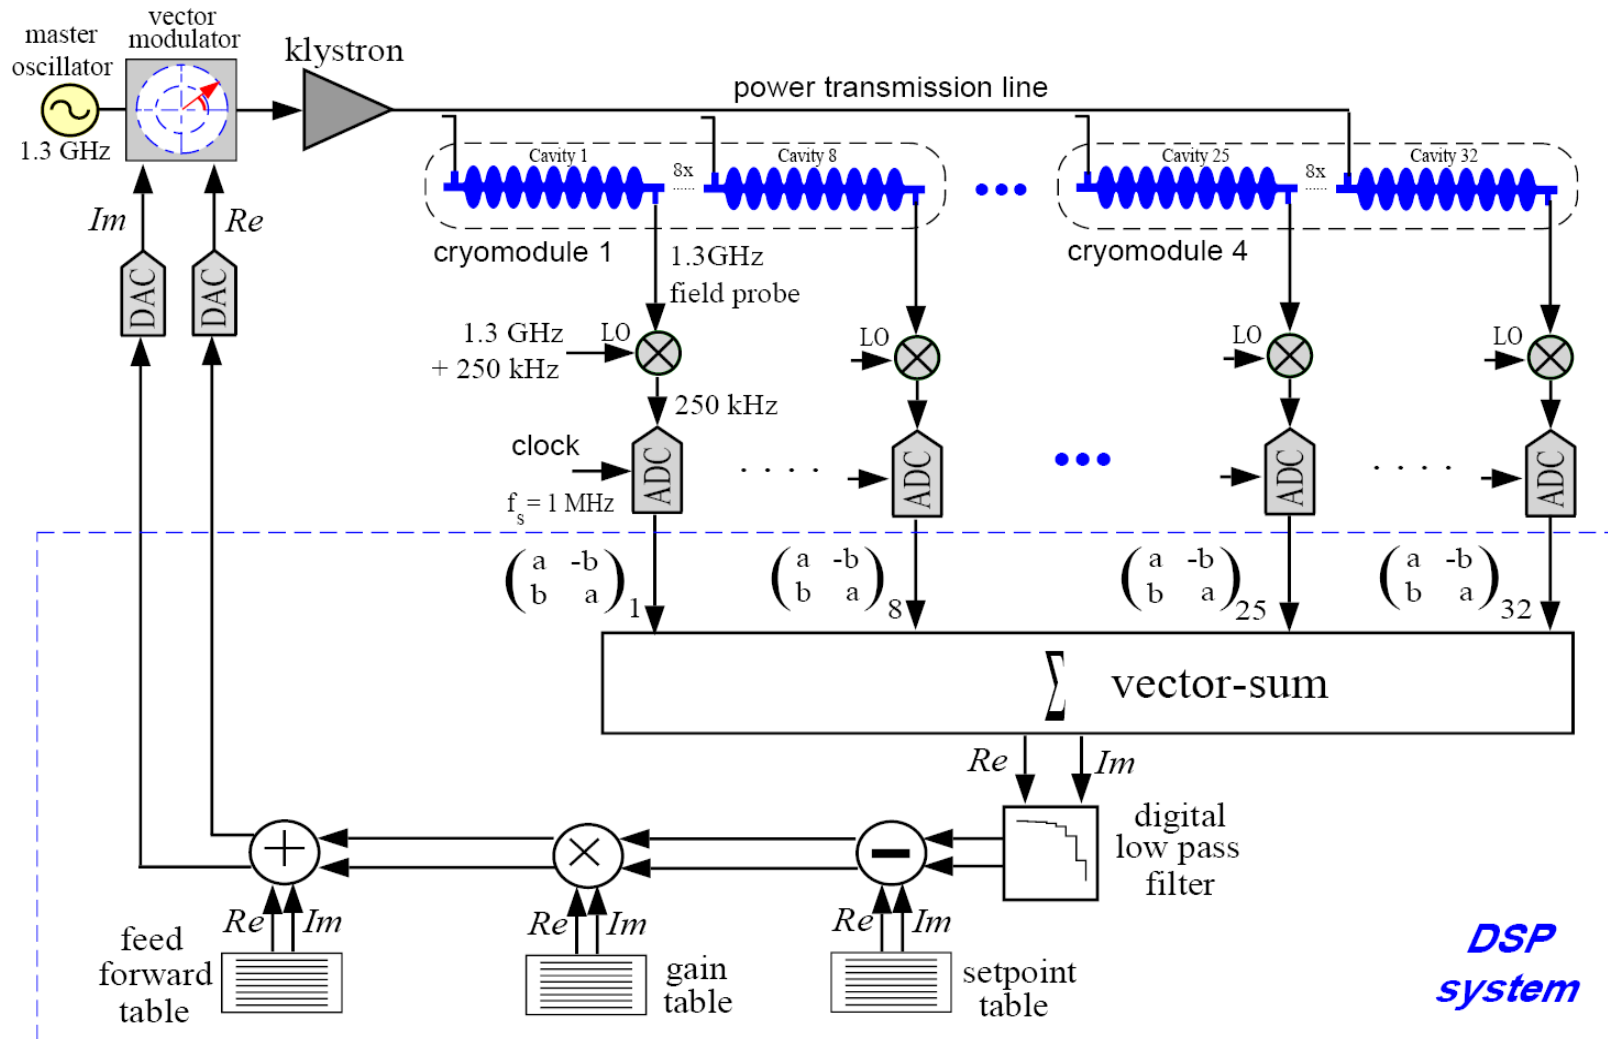 master
oscillator
1.3 GHz
vector
modulator
klystron
power transmission line
Cavity 1
8x
Cavity 8
Cavity 25
8x
Cavity 32
cryomodule 1
cryomodule 4
Im
Re
DAC
DAC
1.3GHz
field probe
1.3 GHz
+ 250 kHz
LO
LO
LO
LO
250 kHz
clock
f_s = 1 MHz
ADC
ADC
ADC
ADC
a -b
b a
1
a -b
b a
8
a -b
b a
25
a -b
b a
32
Σ vector-sum
Re
Im
digital
low pass
filter
+
×
−
Re Im
Re Im
Re Im
feed
forward
table
gain
table
setpoint
table
DSP
system